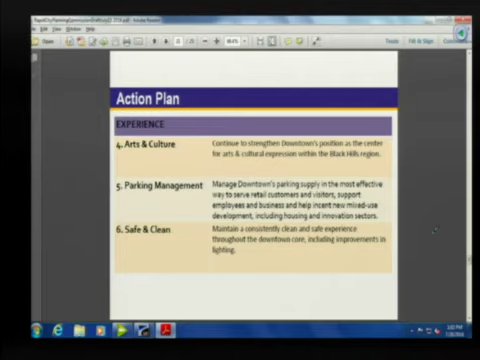 Tools
Fill & Sign
Action Plan
EXPERIENCE
4. Arts & Culture
Continue to strengthen Downtown's position as the center
for arts & cultural expression within the Black Hills region.
5. Parking Management
Manage Downtown's parking supply in the most effective
way to serve retail customers and visitors, support
employees and business and help incent new mixed-use
development, including housing and innovation sectors.
6. Safe & Clean
Maintain a consistently clean and safe experience
throughout the downtown core, including improvements in
lighting.